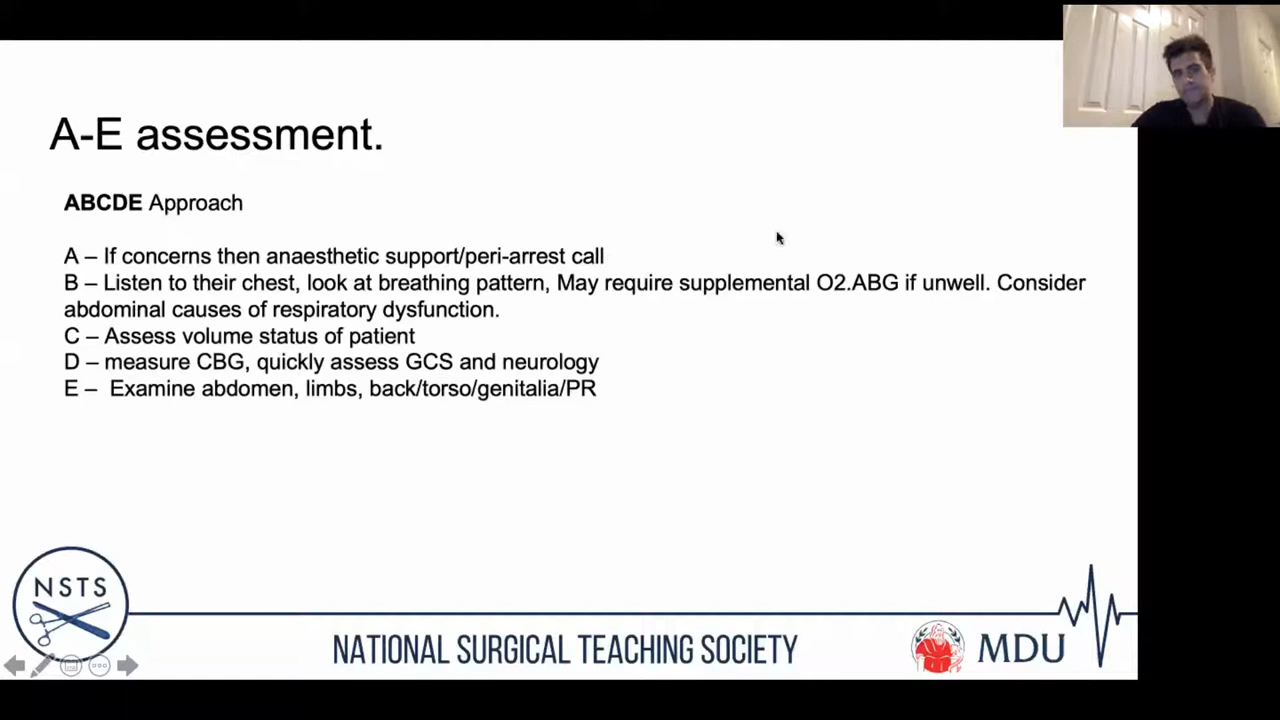 A-E assessment.
ABCDE Approach
A – If concerns then anaesthetic support/peri-arrest call
B – Listen to their chest, look at breathing pattern, May require supplemental O2.ABG if unwell. Consider
abdominal causes of respiratory dysfunction.
C – Assess volume status of patient
D – measure CBG, quickly assess GCS and neurology
E –  Examine abdomen, limbs, back/torso/genitalia/PR
NSTS
NATIONAL SURGICAL TEACHING SOCIETY
MDU